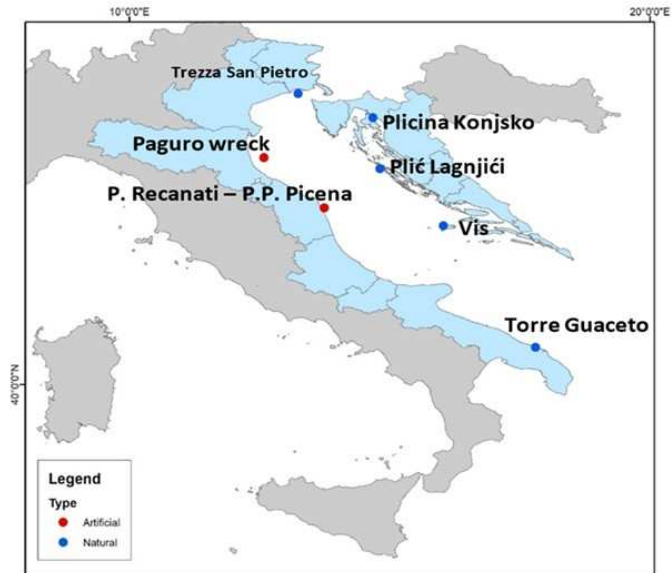 10°0'0"E
20°0'0"E
Trezza San Pietro
Plicina Konjsko
Paguro wreck
Plić Lagnjići
P. Recanati – P.P. Picena
Vis
Torre Guaceto
40°0'0"N
Legend
Type
Artificial
Natural